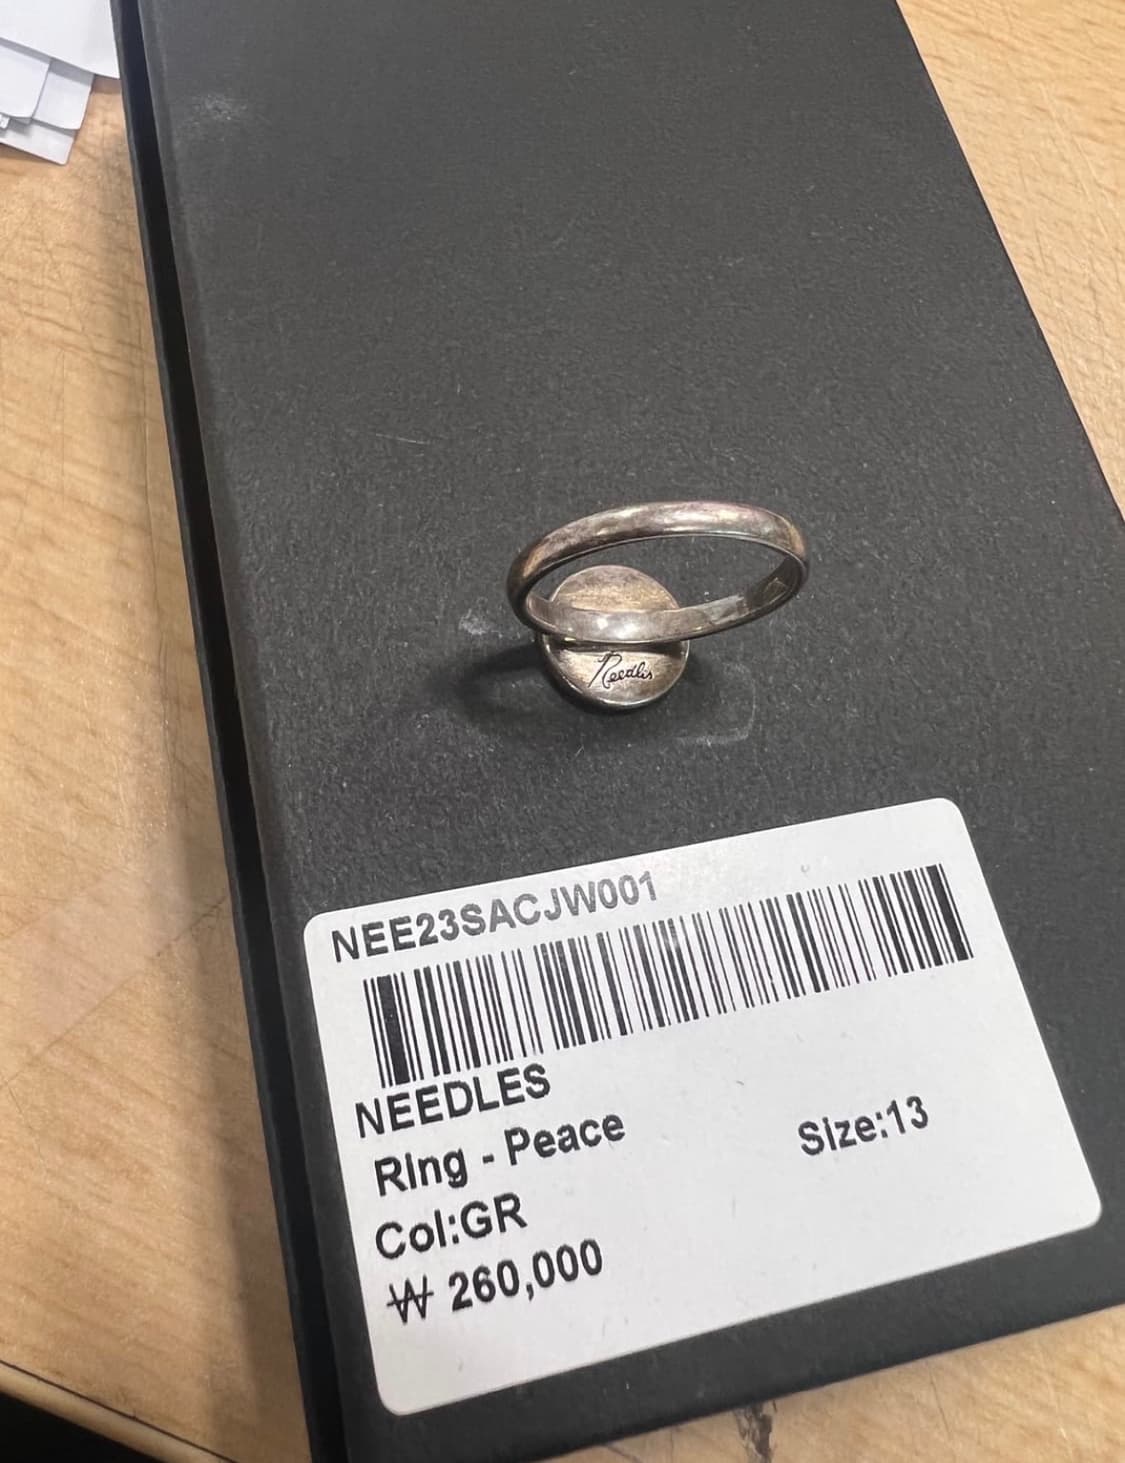 Needles
NEE23SACJW001
NEEDLES
Ring - Peace
Size:13
Col:GR
₩ 260,000